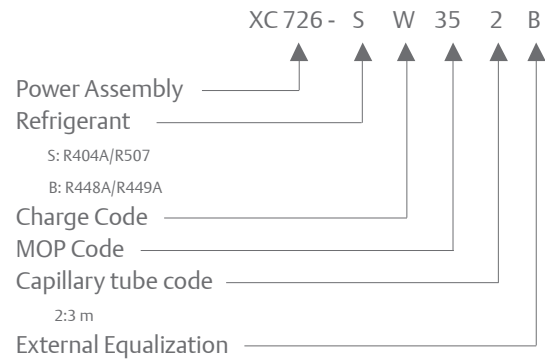 XC 726 - S W 35 2 B
Power Assembly
Refrigerant
S: R404A/R507
B: R448A/R449A
Charge Code
MOP Code
Capillary tube code
2:3 m
External Equalization